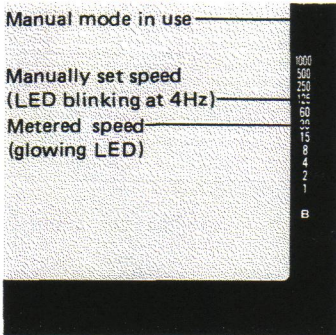 Manual mode in use
1000
500
250
Manually set speed
(LED blinking at 4Hz)
125
60
Metered speed
30
(glowing LED)
15
8
4
2
1
B